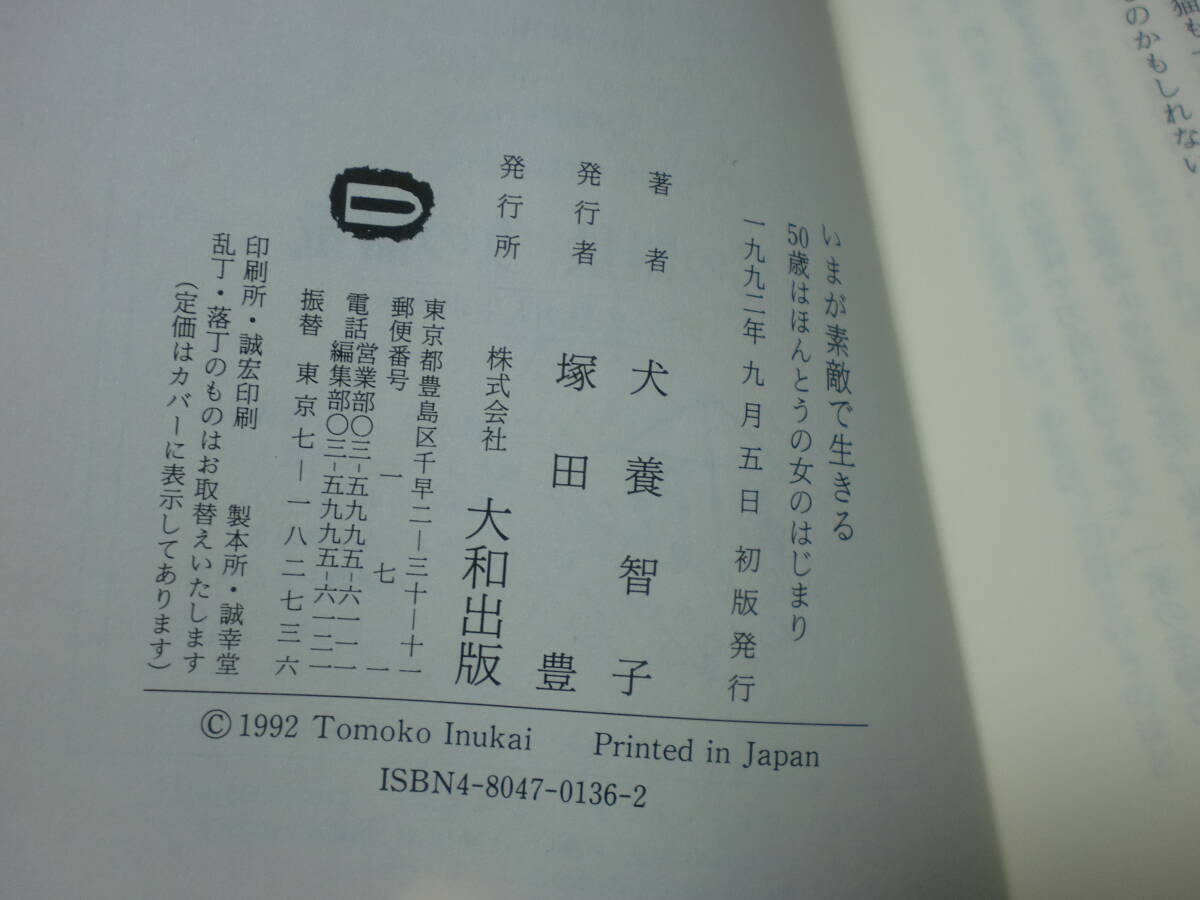 猫も
のかもしれない
いまが素敵で生きる
50歳はほんとうの女のはじまり
一九九二年九月五日 初版発行
著者 犬養智子
発行者 塚田豊
発行所 株式会社 大和出版
東京都豊島区千早二—三十—十一
郵便番号 一七一
電話 営業部〇三-五九九五-六一一一
編集部〇三-五九九五-六一二一
振替 東京七—一八二七三六
印刷所・誠宏印刷 製本所・誠幸堂
乱丁・落丁のものはお取替えいたします
(定価はカバーに表示してあります)
© 1992 Tomoko Inukai Printed in Japan
ISBN4-8047-0136-2